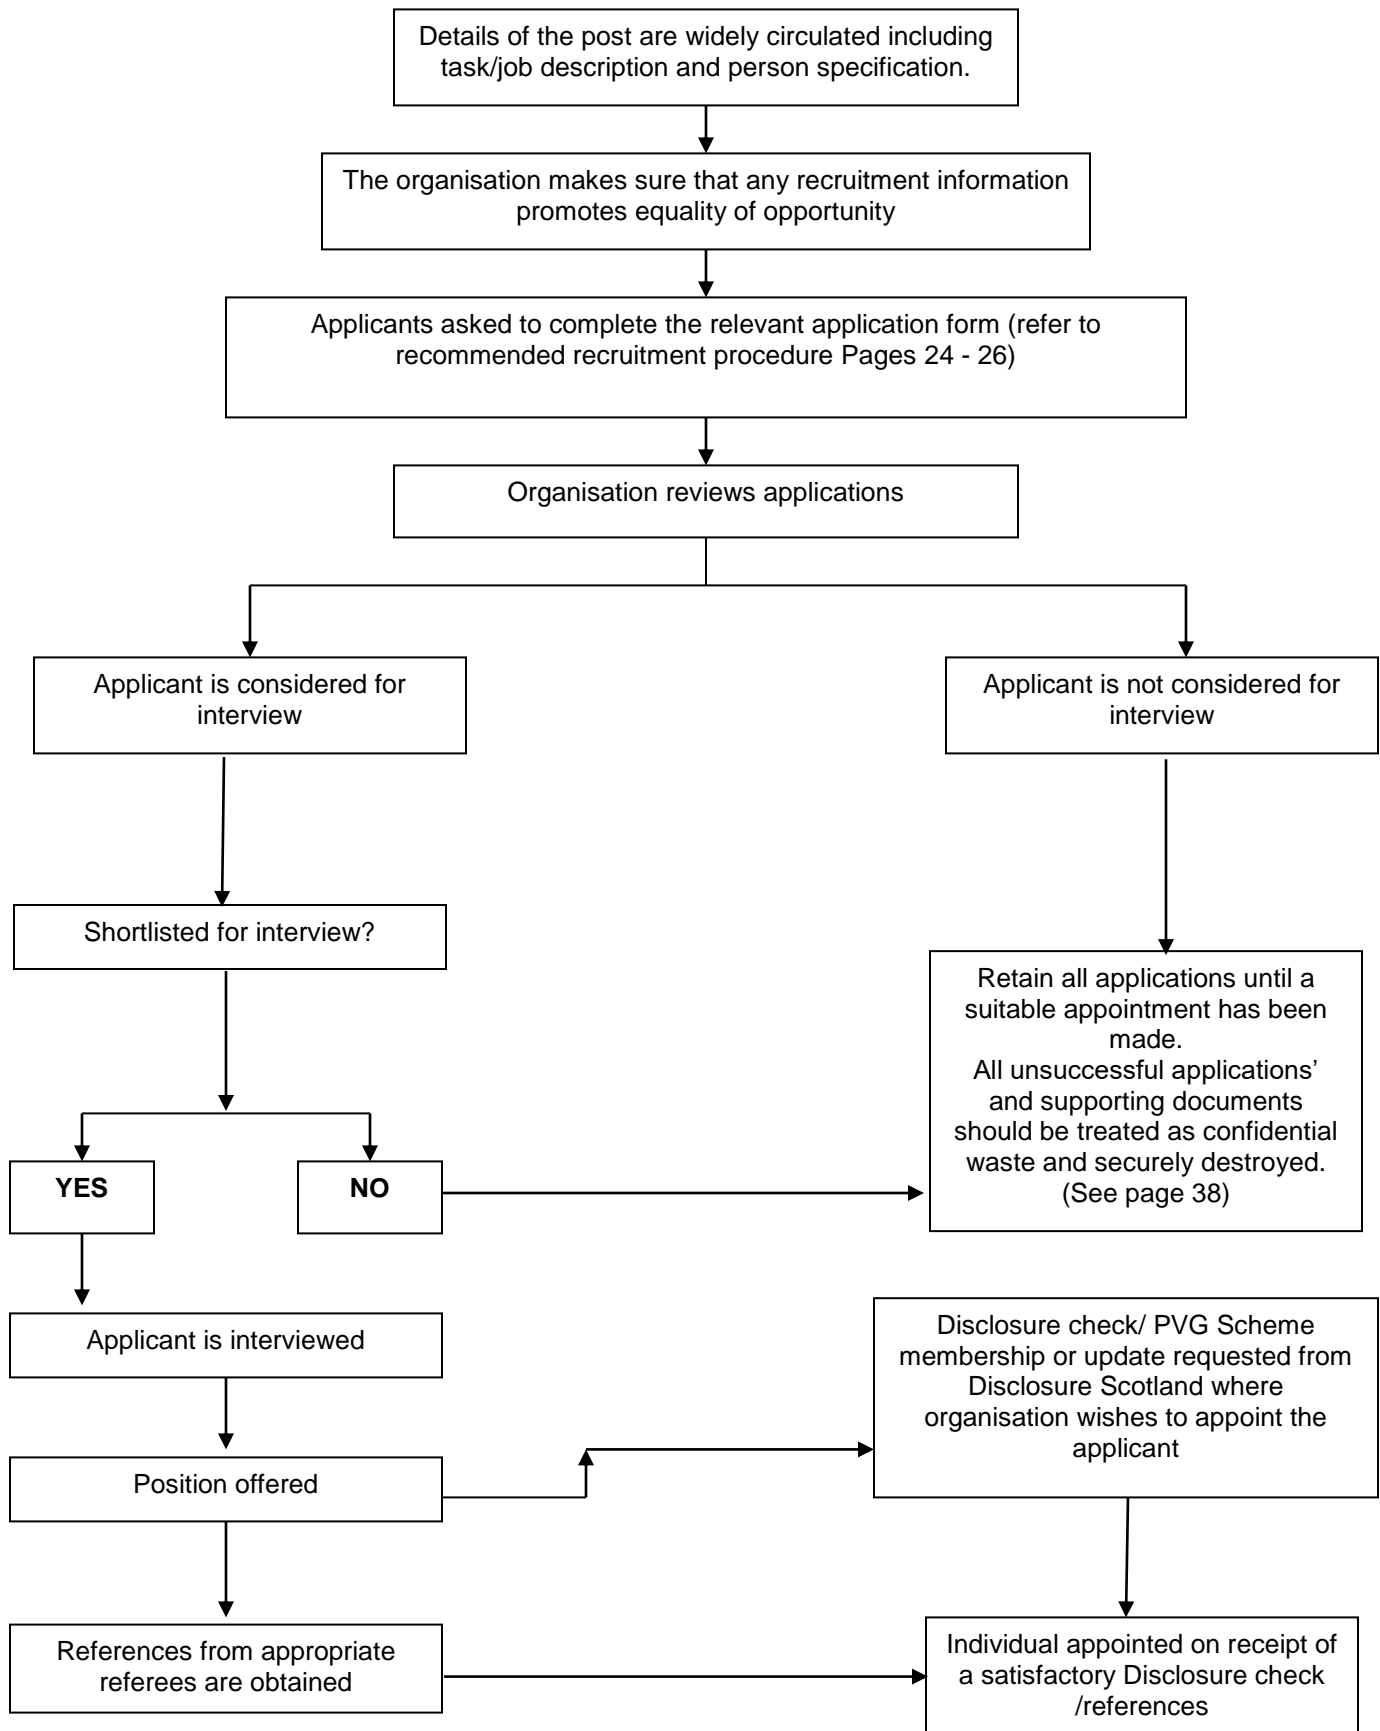 Details of the post are widely circulated including
task/job description and person specification.
The organisation makes sure that any recruitment information
promotes equality of opportunity
Applicants asked to complete the relevant application form (refer to
recommended recruitment procedure Pages 24 - 26)
Organisation reviews applications
Applicant is considered for
interview
Applicant is not considered for
interview
Shortlisted for interview?
Retain all applications until a
suitable appointment has been
made.
All unsuccessful applications’
and supporting documents
should be treated as confidential
waste and securely destroyed.
(See page 38)
YES
NO
Applicant is interviewed
Disclosure check/ PVG Scheme
membership or update requested from
Disclosure Scotland where
organisation wishes to appoint the
applicant
Position offered
References from appropriate
referees are obtained
Individual appointed on receipt of
a satisfactory Disclosure check
/references